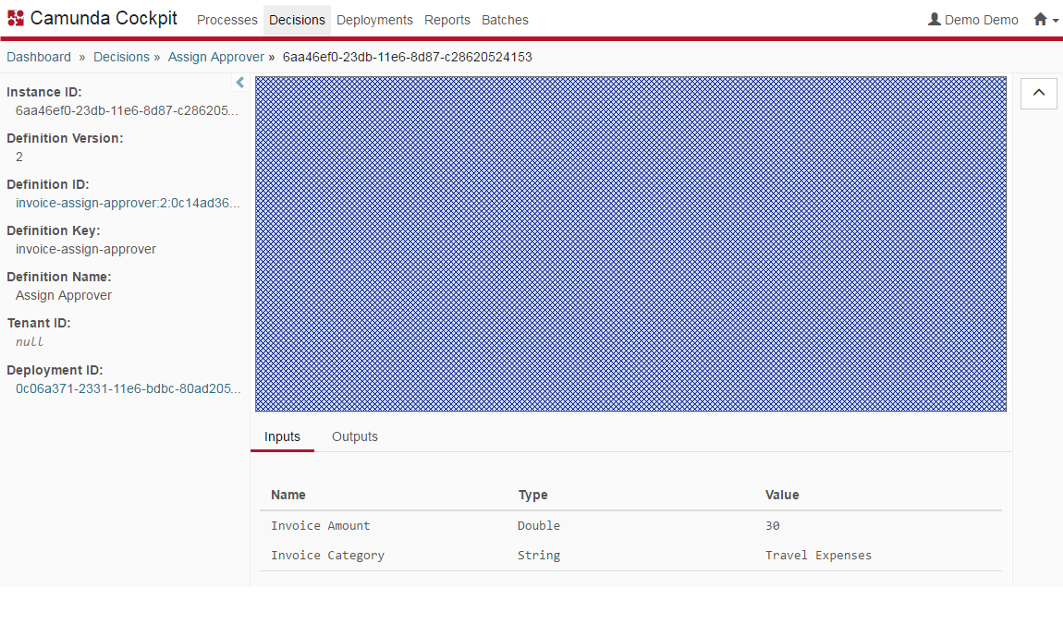 Camunda Cockpit Processes Decisions Deployments Reports Batches Demo Demo
Dashboard » Decisions » Assign Approver » 6aa46ef0-23db-11e6-8d87-c28620524153
Instance ID:
6aa46ef0-23db-11e6-8d87-c286205...
Definition Version:
2
Definition ID:
invoice-assign-approver:2:0c14ad36...
Definition Key:
invoice-assign-approver
Definition Name:
Assign Approver
Tenant ID:
null
Deployment ID:
0c06a371-2331-11e6-bdbc-80ad205...
Inputs Outputs
Name Type Value
Invoice Amount Double 30
Invoice Category String Travel Expenses